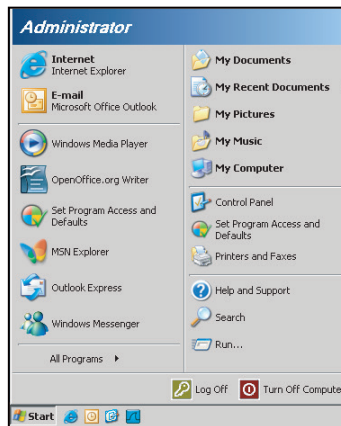 Administrator
Internet
Internet Explorer
E-mail
Microsoft Office Outlook
Windows Media Player
OpenOffice.org Writer
Set Program Access and
Defaults
MSN Explorer
Outlook Express
Windows Messenger
All Programs
My Documents
My Recent Documents
My Pictures
My Music
My Computer
Control Panel
Set Program Access and
Defaults
Printers and Faxes
Help and Support
Search
Run...
Log Off
Turn Off Compute
Start